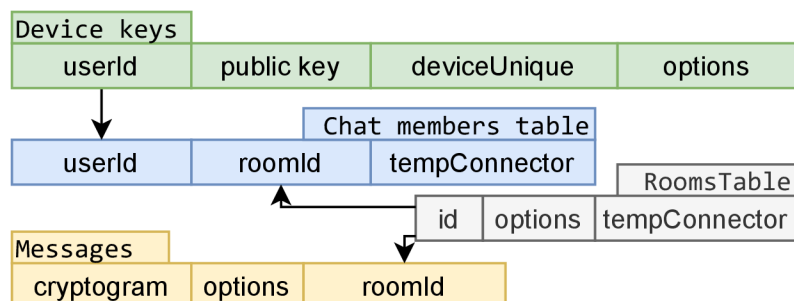 Device keys
userId public key deviceUnique options
Chat members table
userId roomId tempConnector
RoomsTable
id options tempConnector
Messages
cryptogram options roomId